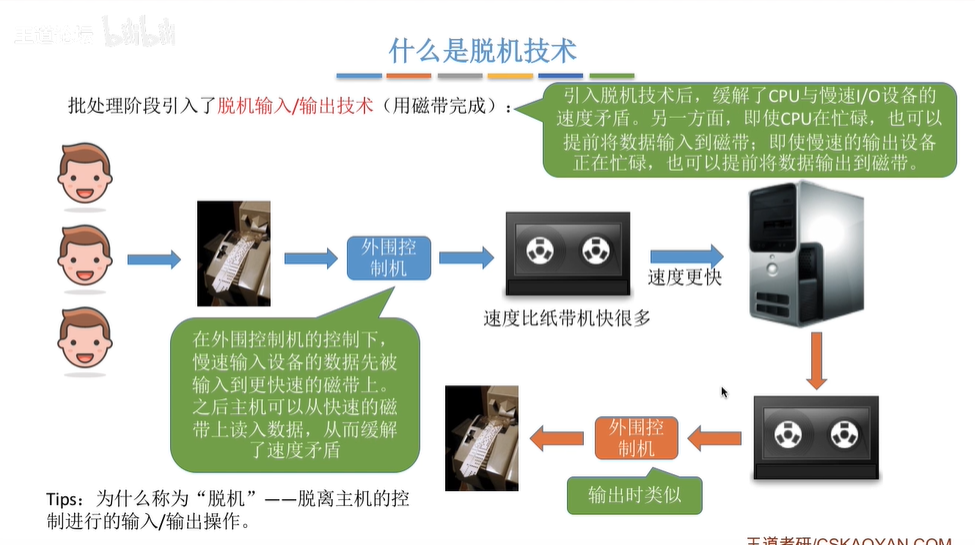 王道论坛 bilibili
什么是脱机技术
批处理阶段引入了脱机输入/输出技术（用磁带完成）：
引入脱机技术后，缓解了CPU与慢速I/O设备的
速度矛盾。另一方面，即使CPU在忙碌，也可以
提前将数据输入到磁带；即使慢速的输出设备
正在忙碌，也可以提前将数据输出到磁带。
外围控
制机
速度更快
速度比纸带机快很多
在外围控制机的控制下，
慢速输入设备的数据先被
输入到更快速的磁带上。
之后主机可以从快速的磁
带上读入数据，从而缓解
了速度矛盾
外围控
制机
输出时类似
Tips：为什么称为“脱机”——脱离主机的控
制进行的输入/输出操作。
王道考研/CSKAOYAN.COM